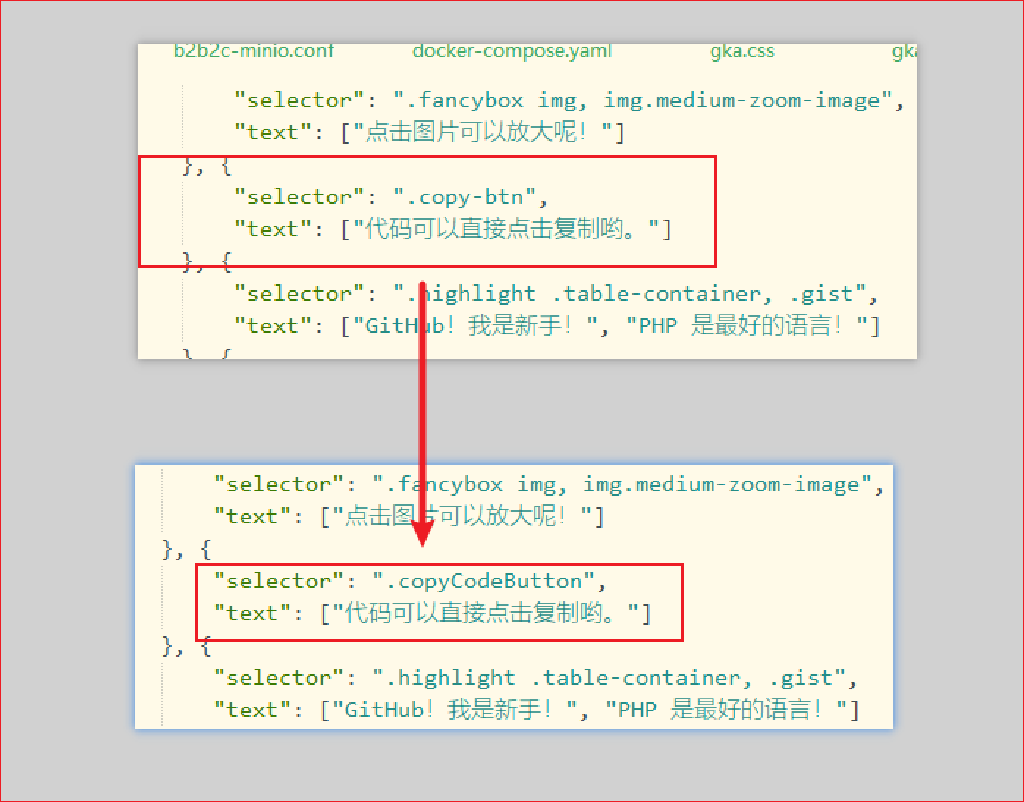 b2b2c-minio.conf docker-compose.yaml gka.css
"selector": ".fancybox img, img.medium-zoom-image",
"text": ["点击图片可以放大呢！"]
}, {
"selector": ".copy-btn",
"text": ["代码可以直接点击复制哟。"]
}, {
"selector": ".highlight .table-container, .gist",
"text": ["GitHub！我是新手！", "PHP 是最好的语言！"]
}, {
"selector": ".fancybox img, img.medium-zoom-image",
"text": ["点击图片可以放大呢！"]
}, {
"selector": ".copyCodeButton",
"text": ["代码可以直接点击复制哟。"]
}, {
"selector": ".highlight .table-container, .gist",
"text": ["GitHub！我是新手！", "PHP 是最好的语言！"]